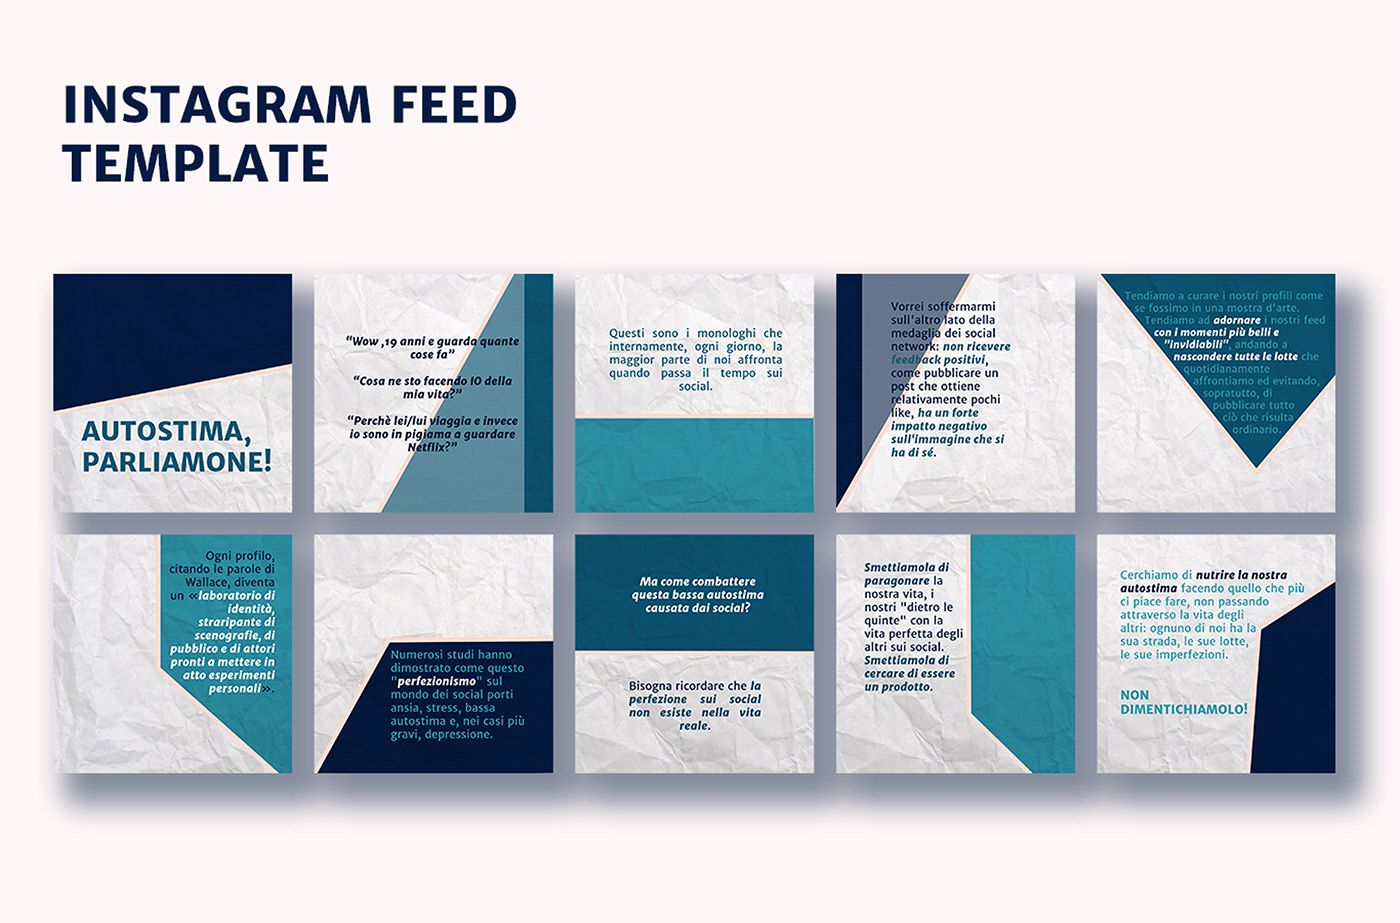 INSTAGRAM FEED
TEMPLATE
AUTOSTIMA,
PARLIAMONE!
“Wow ,19 anni e guarda quante
cose fa”
“Cosa ne sto facendo IO della
mia vita?”
“Perchè lei/lui viaggia e invece
io sono in pigiama a guardare
Netflix?”
Questi sono i monologhi che
internamente, ogni giorno, la
maggior parte di noi affronta
quando passa il tempo sui
social.
Vorrei soffermarmi
sull'altro lato della
medaglia dei social
network: non ricevere
feedback positivi,
come pubblicare un
post che ottiene
relativamente pochi
like, ha un forte
impatto negativo
sull'immagine che si
ha di sé.
Tendiamo a curare i nostri profili come
se fossimo in una mostra d'arte.
Tendiamo ad adornare i nostri feed
con i momenti più belli e
"invidiabili", andando a
nascondere tutte le lotte che
quotidianamente
affrontiamo ed evitando,
sopratutto, di
pubblicare tutto
ciò che risulta
ordinario.
Ogni profilo,
citando le parole di
Wallace, diventa
un «laboratorio di
identità,
straripante di
scenografie, di
pubblico e di attori
pronti a mettere in
atto esperimenti
personali».
Numerosi studi hanno
dimostrato come questo
"perfezionismo" sul
mondo dei social porti
ansia, stress, bassa
autostima e, nei casi più
gravi, depressione.
Ma come combattere
questa bassa autostima
causata dai social?
Bisogna ricordare che la
perfezione sui social
non esiste nella vita
reale.
Smettiamola di
paragonare la
nostra vita, i
nostri "dietro le
quinte" con la
vita perfetta degli
altri sui social.
Smettiamola di
cercare di essere
un prodotto.
Cerchiamo di nutrire la nostra
autostima facendo quello che più
ci piace fare, non passando
attraverso la vita degli
altri: ognuno di noi ha la
sua strada, le sue lotte,
le sue imperfezioni.
NON
DIMENTICHIAMOLO!